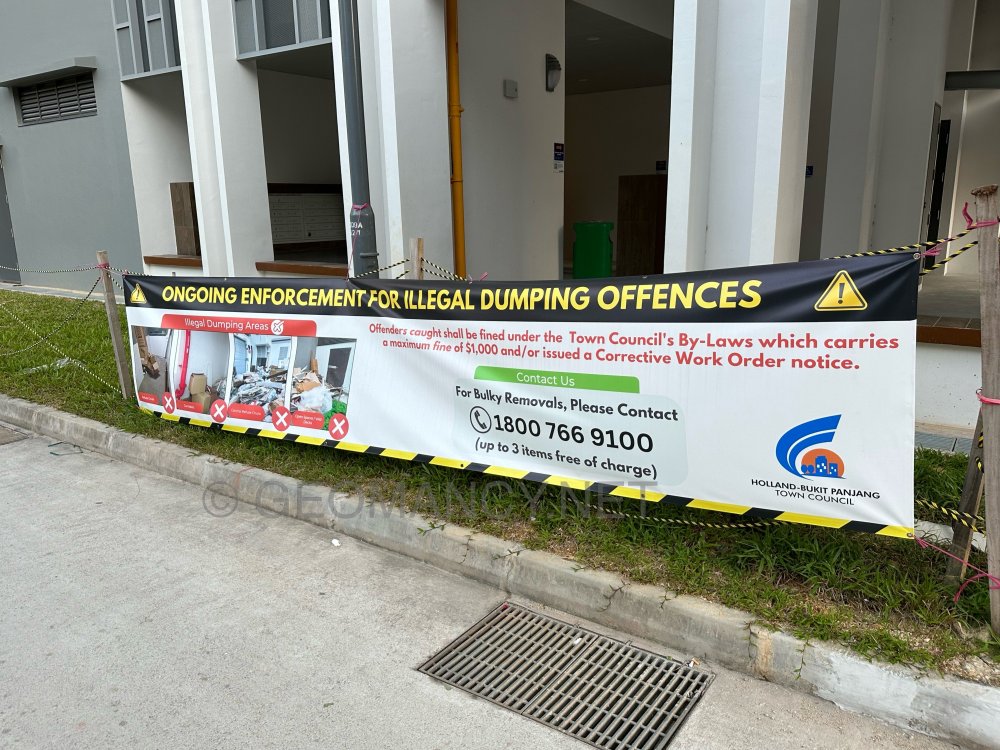 ONGOING ENFORCEMENT FOR ILLEGAL DUMPING OFFENCES
Illegal Dumping Areas
Offenders caught shall be fined under the Town Council's By-Laws which carries
a maximum fine of $1,000 and/or issued a Corrective Work Order notice.
Contact Us
For Bulky Removals, Please Contact
1800 766 9100
(up to 3 items free of charge)
HOLLAND-BUKIT PANJANG
TOWN COUNCIL
© GEOMANCY.NET